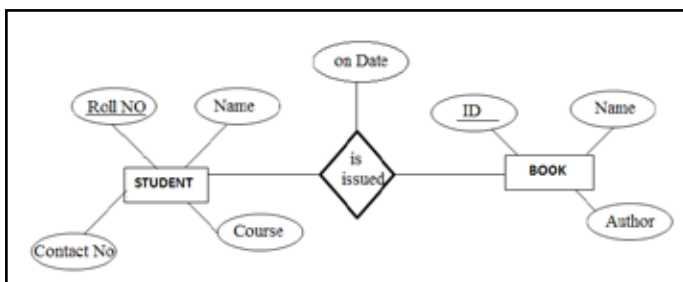 on Date
Roll NO
Name
ID
Name
is
issued
STUDENT
BOOK
Contact No
Course
Author